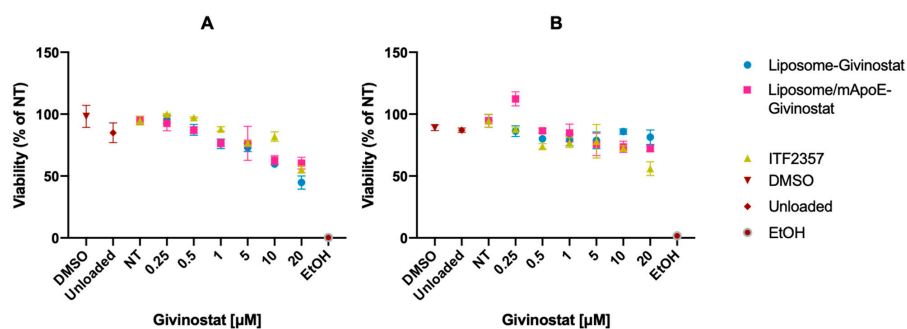 A
B
Viability (% of NT)
150
100
50
0
DMSO
Unloaded
NT
0.25
0.5
1
5
10
20
EtOH
Givinostat [µM]
Viability (% of NT)
150
100
50
0
DMSO
Unloaded
NT
0.25
0.5
1
5
10
20
EtOH
Givinostat [µM]
Liposome-Givinostat
Liposome/mApoE-
Givinostat
ITF2357
DMSO
Unloaded
EtOH